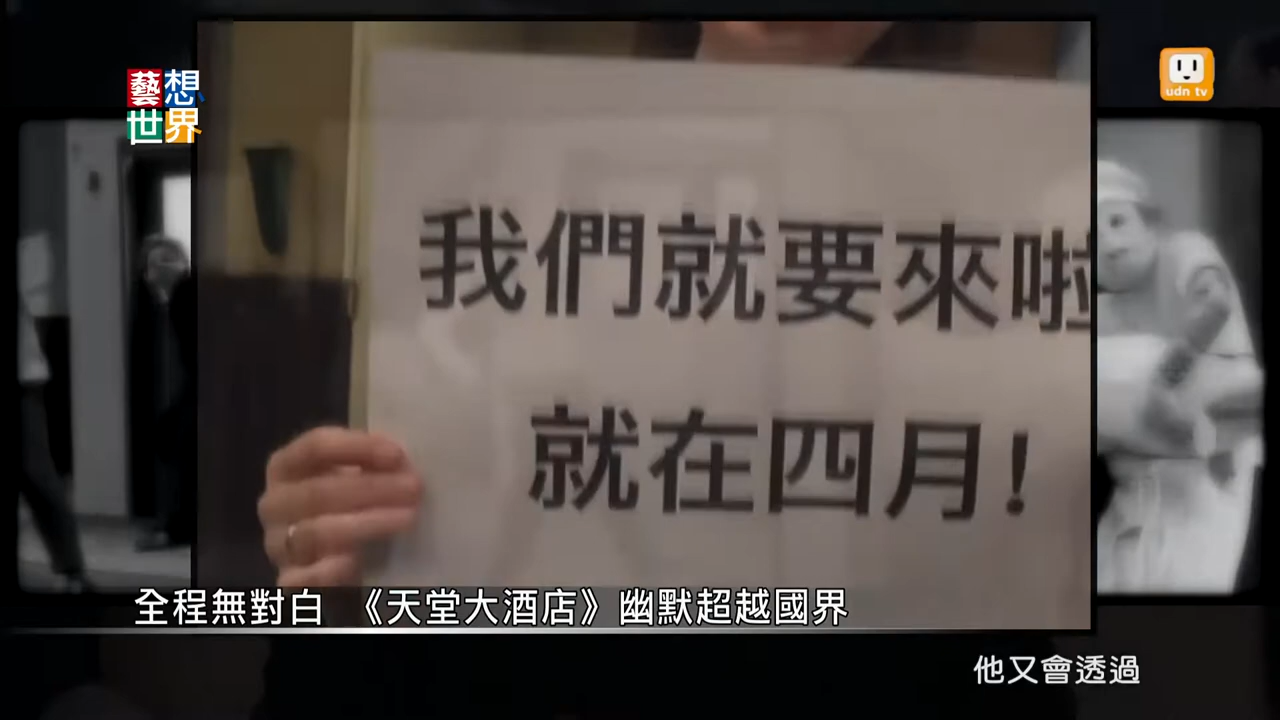 藝想
世界
udn tv
我們就要來啦
就在四月!
全程無對白 《天堂大酒店》幽默超越國界
他又會透過